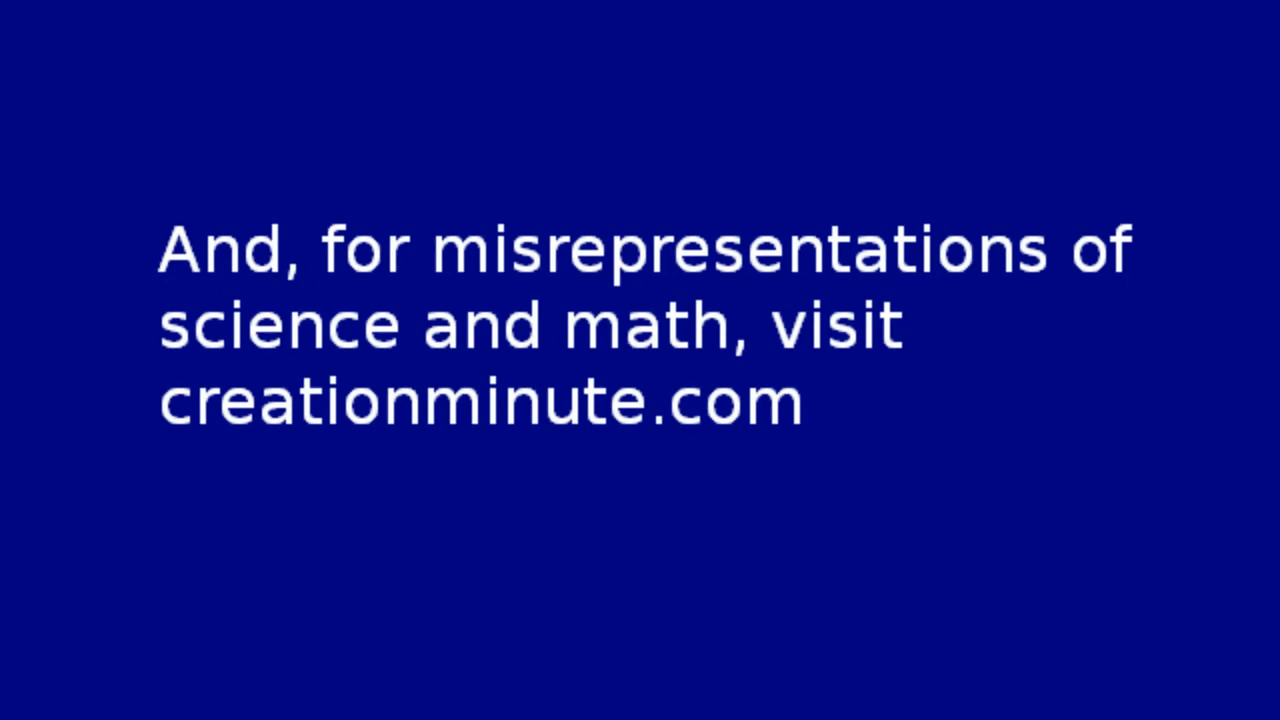 And, for misrepresentations of
science and math, visit
creationminute.com